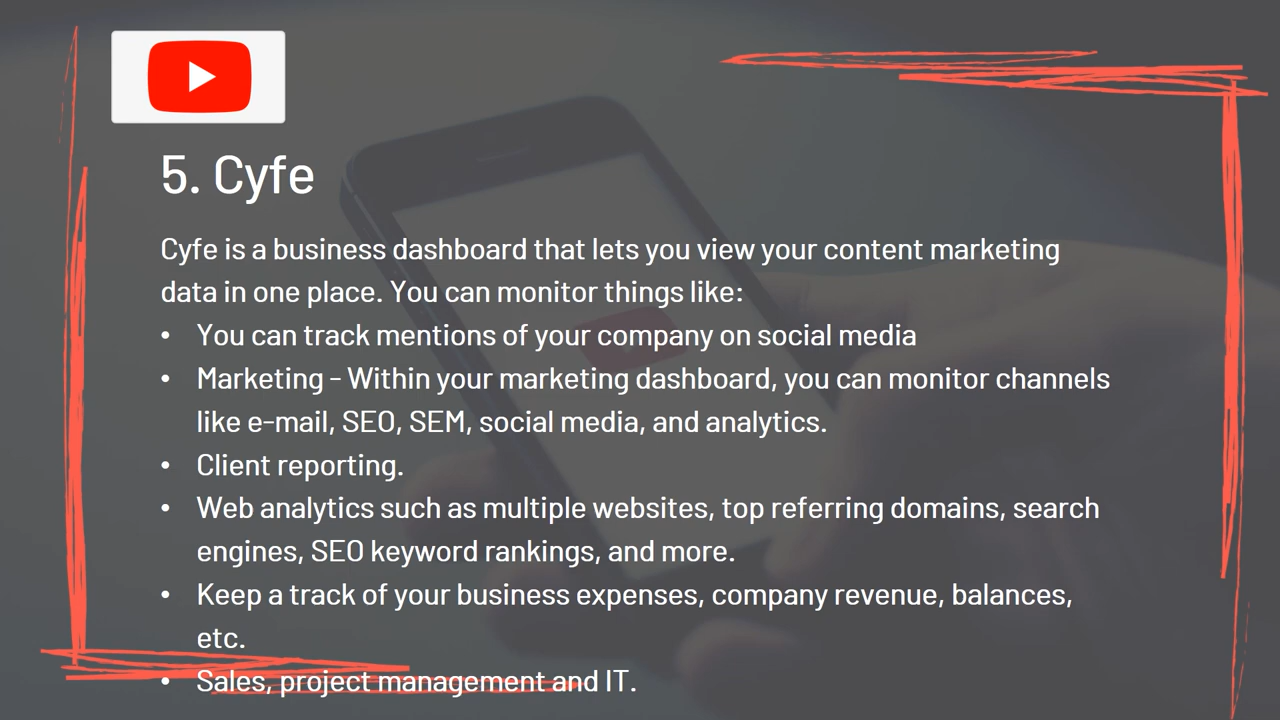 5. Cyfe
Cyfe is a business dashboard that lets you view your content marketing
data in one place. You can monitor things like:
• You can track mentions of your company on social media
• Marketing - Within your marketing dashboard, you can monitor channels
like e-mail, SEO, SEM, social media, and analytics.
• Client reporting.
• Web analytics such as multiple websites, top referring domains, search
engines, SEO keyword rankings, and more.
• Keep a track of your business expenses, company revenue, balances,
etc.
• Sales, project management and IT.